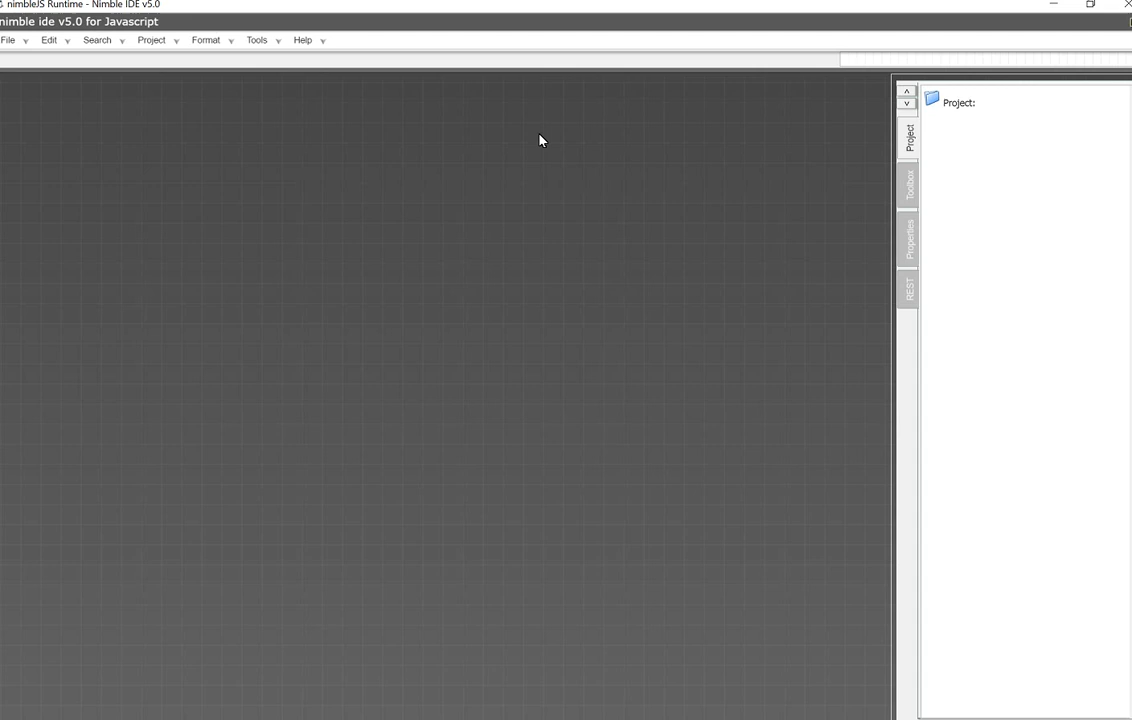 nimbleJS Runtime - Nimble IDE v5.0
nimble ide v5.0 for Javascript
File Edit Search Project Format Tools Help
Project:
Project
Toolbox
Properties
REST